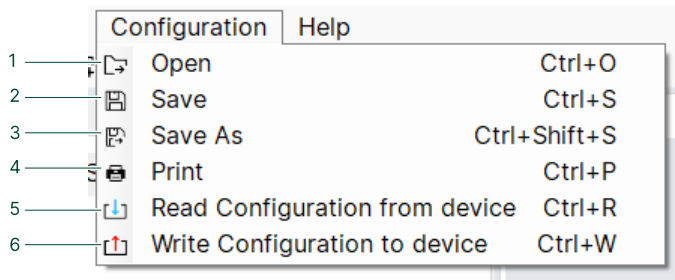 Configuration Help
1 Open Ctrl+O
2 Save Ctrl+S
3 Save As Ctrl+Shift+S
4 Print Ctrl+P
5 Read Configuration from device Ctrl+R
6 Write Configuration to device Ctrl+W